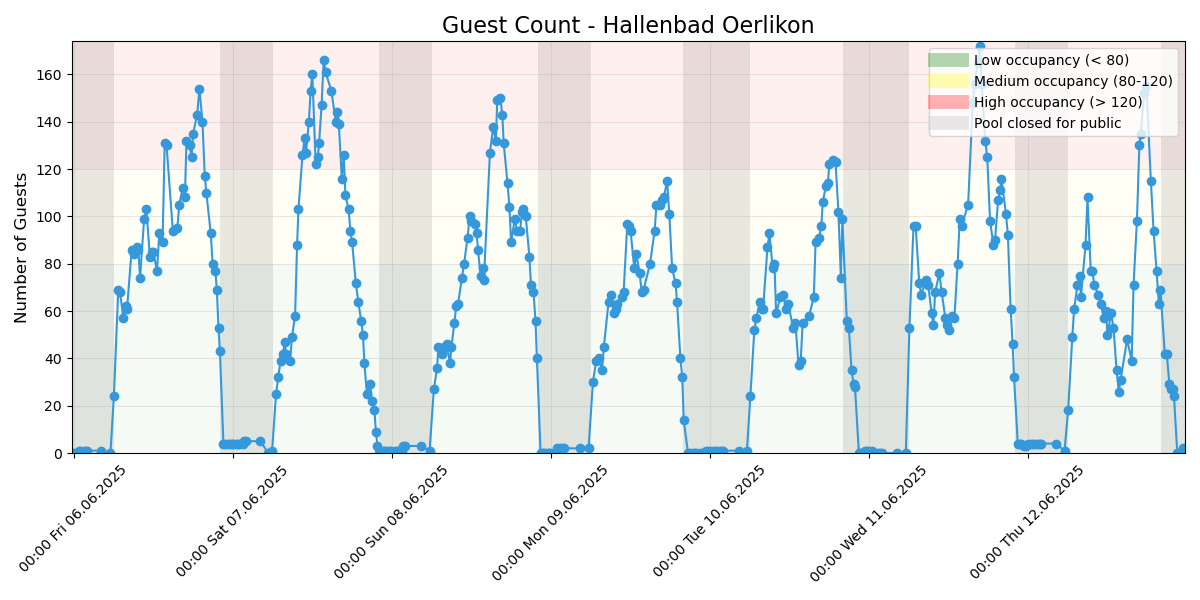 Guest Count - Hallenbad Oerlikon
Low occupancy (< 80)
Medium occupancy (80-120)
High occupancy (> 120)
Pool closed for public
Number of Guests
160
140
120
100
80
60
40
20
0
00:00 Fri 06.06.2025
00:00 Sat 07.06.2025
00:00 Sun 08.06.2025
00:00 Mon 09.06.2025
00:00 Tue 10.06.2025
00:00 Wed 11.06.2025
00:00 Thu 12.06.2025